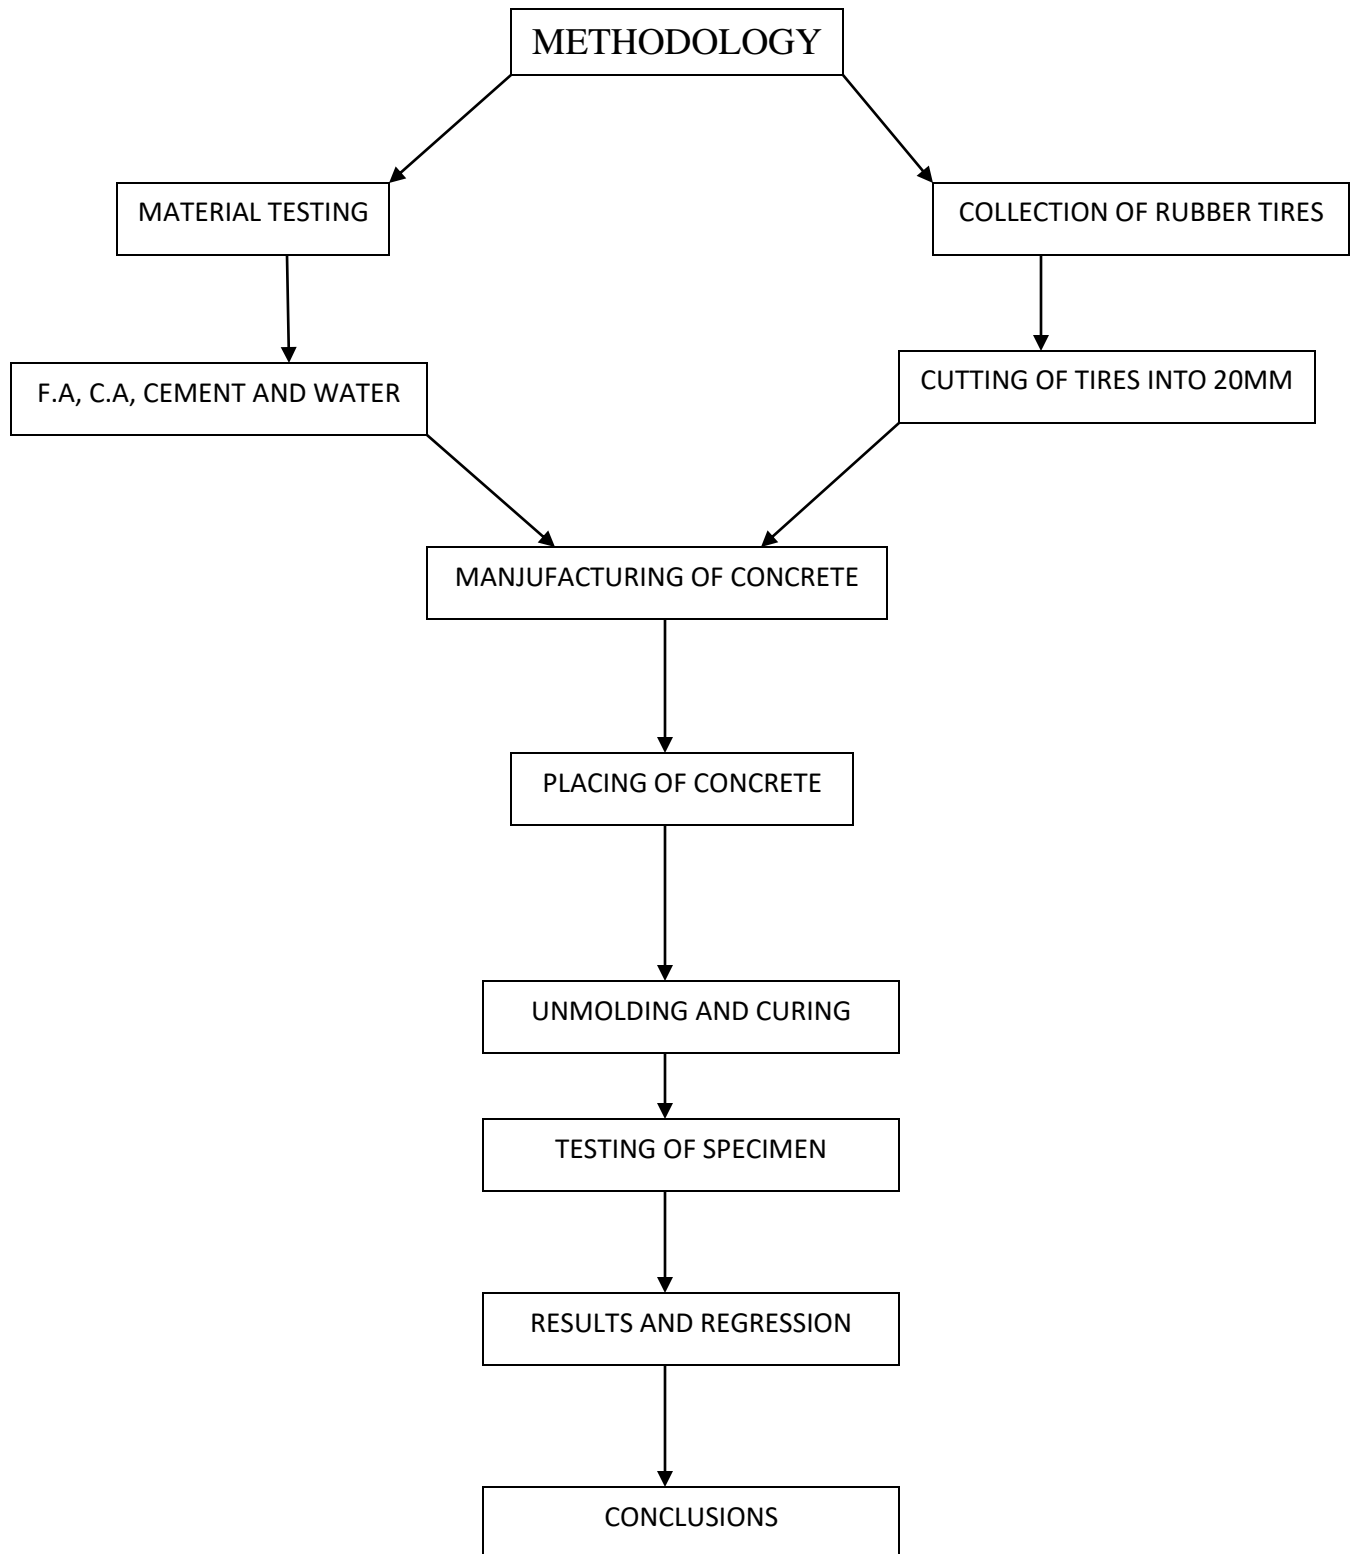 METHODOLOGY
MATERIAL TESTING
COLLECTION OF RUBBER TIRES
F.A, C.A, CEMENT AND WATER
CUTTING OF TIRES INTO 20MM
MANJUFACTURING OF CONCRETE
PLACING OF CONCRETE
UNMOLDING AND CURING
TESTING OF SPECIMEN
RESULTS AND REGRESSION
CONCLUSIONS